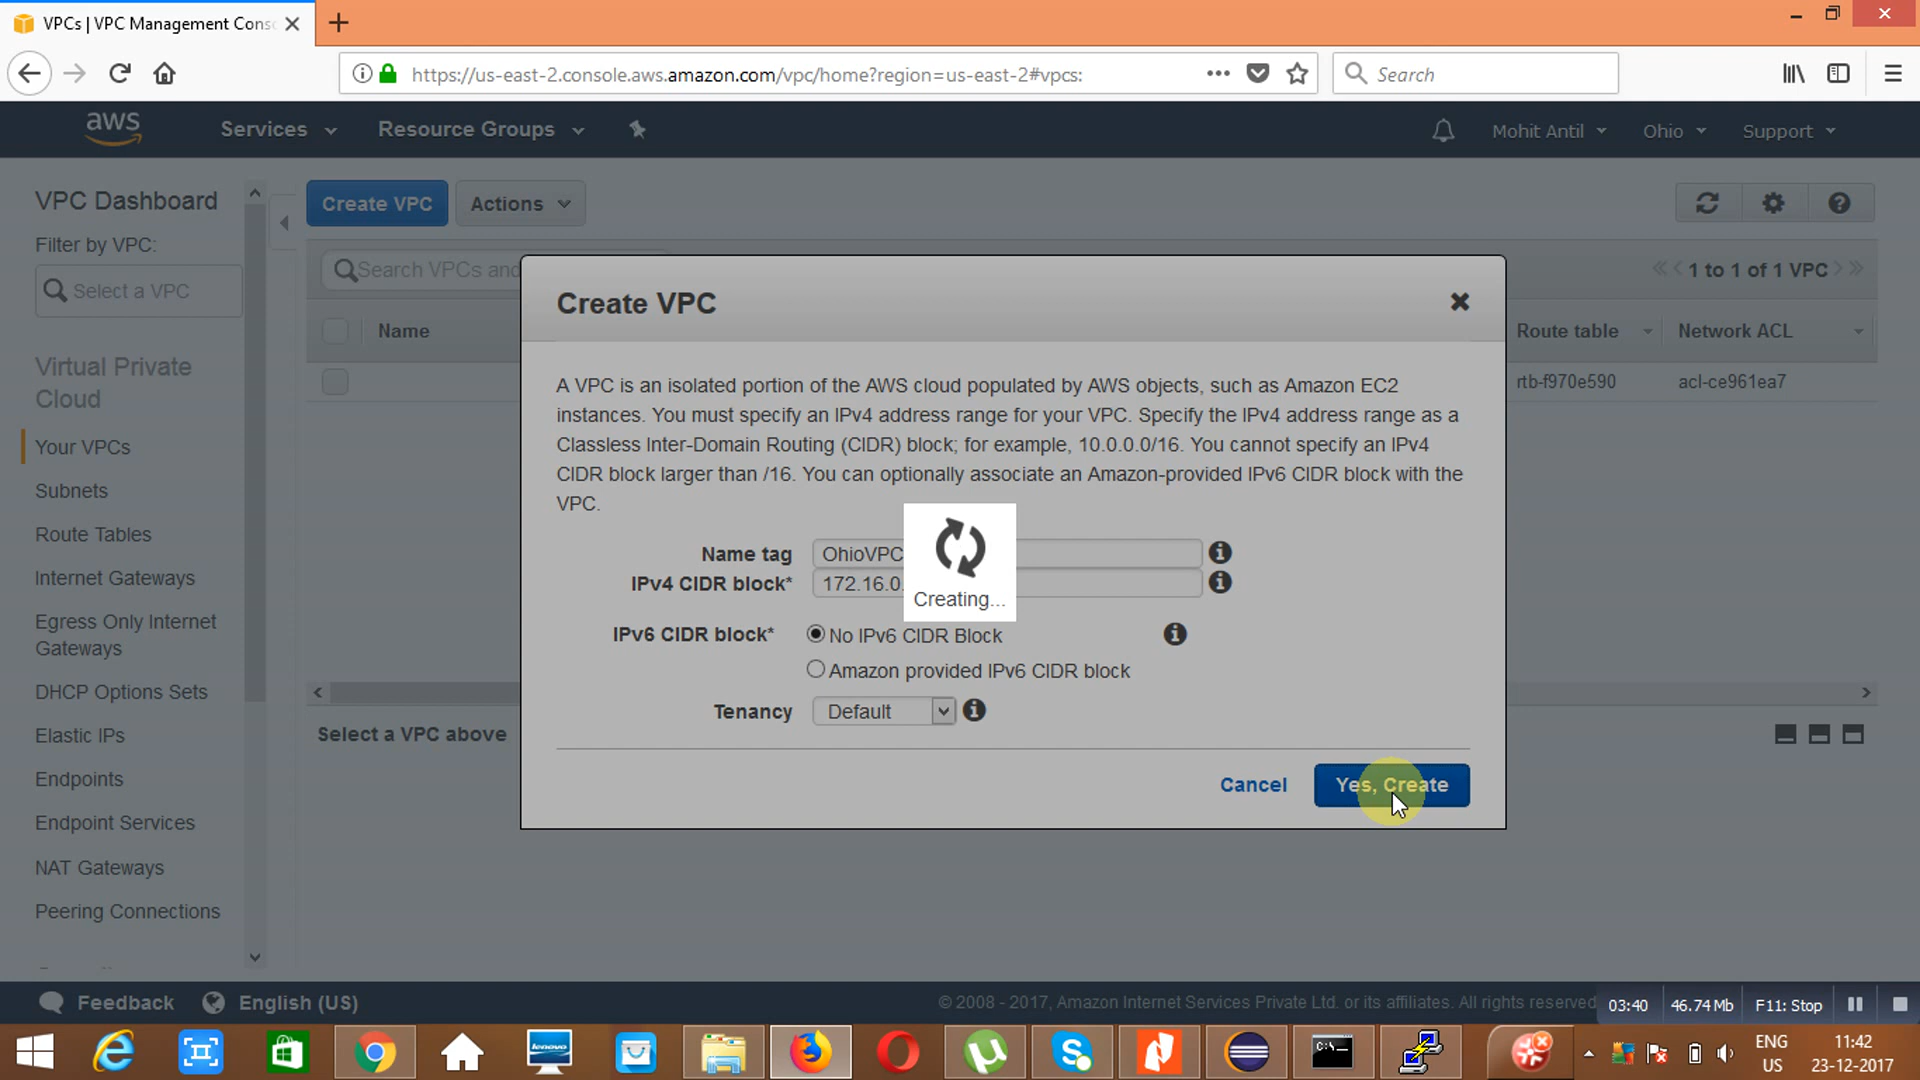 VPCs | VPC Management Cons
https://us-east-2.console.aws.amazon.com/vpc/home?region=us-east-2#vpcs:
Search
aws
Services
Resource Groups
Mohit Antil
Ohio
Support
VPC Dashboard
Filter by VPC:
Select a VPC
Virtual Private
Cloud
Your VPCs
Subnets
Route Tables
Internet Gateways
Egress Only Internet
Gateways
DHCP Options Sets
Elastic IPs
Endpoints
Endpoint Services
NAT Gateways
Peering Connections
Create VPC
Actions
Search VPCs and
1 to 1 of 1 VPC
Name
Route table
Network ACL
rtb-f970e590
acl-ce961ea7
Select a VPC above
Create VPC
A VPC is an isolated portion of the AWS cloud populated by AWS objects, such as Amazon EC2
instances. You must specify an IPv4 address range for your VPC. Specify the IPv4 address range as a
Classless Inter-Domain Routing (CIDR) block; for example, 10.0.0.0/16. You cannot specify an IPv4
CIDR block larger than /16. You can optionally associate an Amazon-provided IPv6 CIDR block with the
VPC.
Name tag
OhioVPC
IPv4 CIDR block*
172.16.0.
Creating...
IPv6 CIDR block*
No IPv6 CIDR Block
Amazon provided IPv6 CIDR block
Tenancy
Default
Cancel
Yes, Create
Feedback
English (US)
© 2008 - 2017, Amazon Internet Services Private Ltd. or its affiliates. All rights reserved
03:40
46.74 Mb
F11: Stop
lenovo
C:\
ENG
US
11:42
23-12-2017